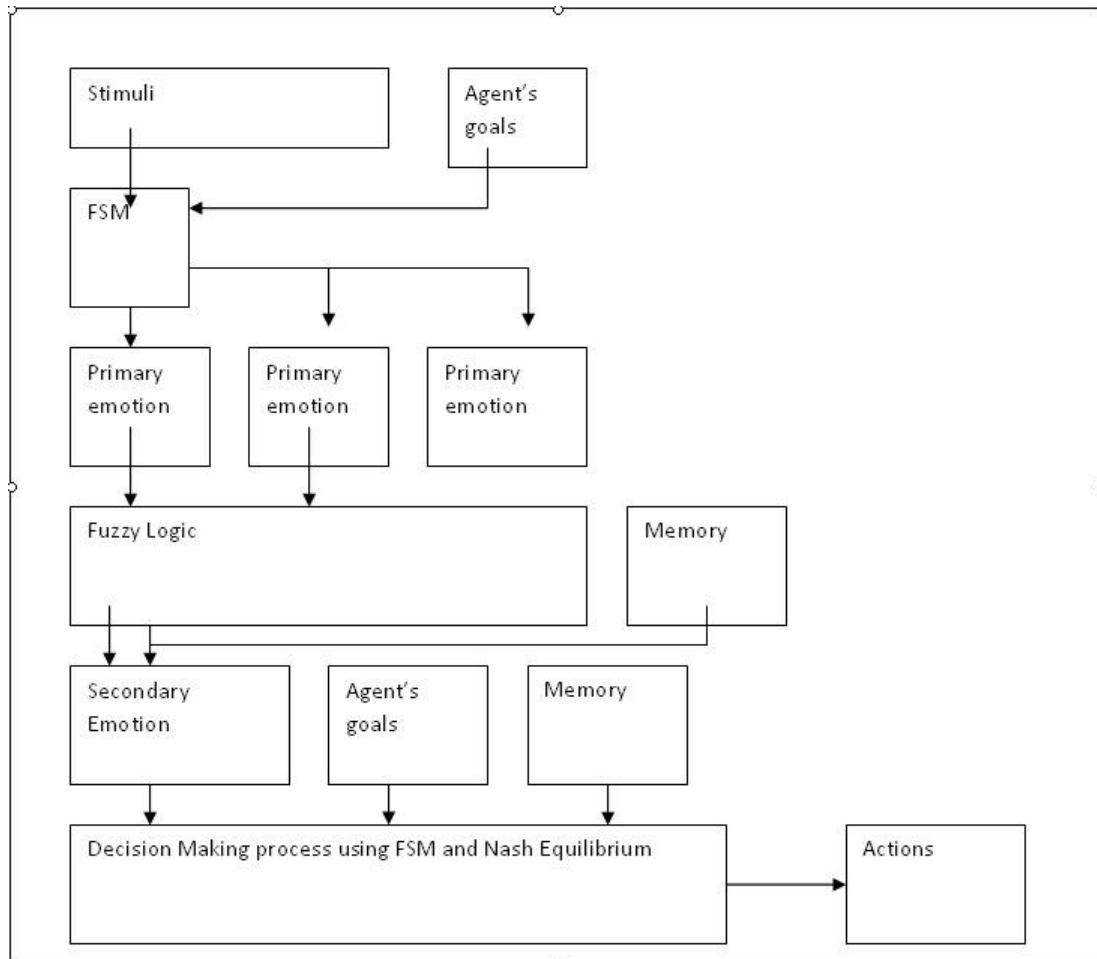 Stimuli
Agent’s
goals
FSM
Primary
emotion
Primary
emotion
Primary
emotion
Fuzzy Logic
Memory
Secondary
Emotion
Agent’s
goals
Memory
Decision Making process using FSM and Nash Equilibrium
Actions